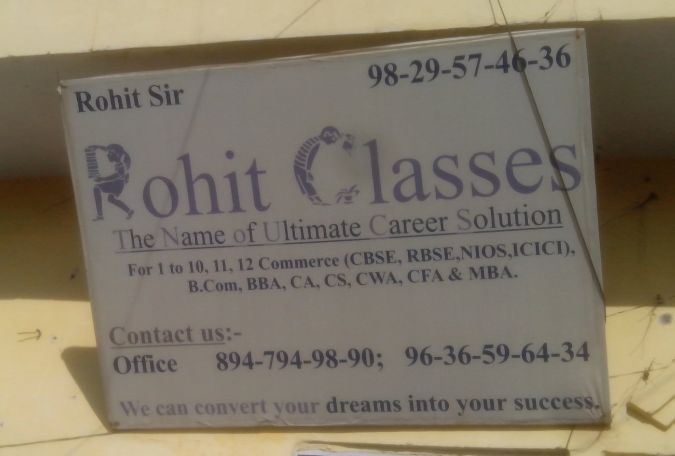 Rohit Sir 98-29-57-46-36
Rohit Classes
The Name of Ultimate Career Solution
For 1 to 10, 11, 12 Commerce (CBSE, RBSE,NIOS,ICICI),
B.Com, BBA, CA, CS, CWA, CFA & MBA.
Contact us:-
Office 894-794-98-90; 96-36-59-64-34
We can convert your dreams into your success.